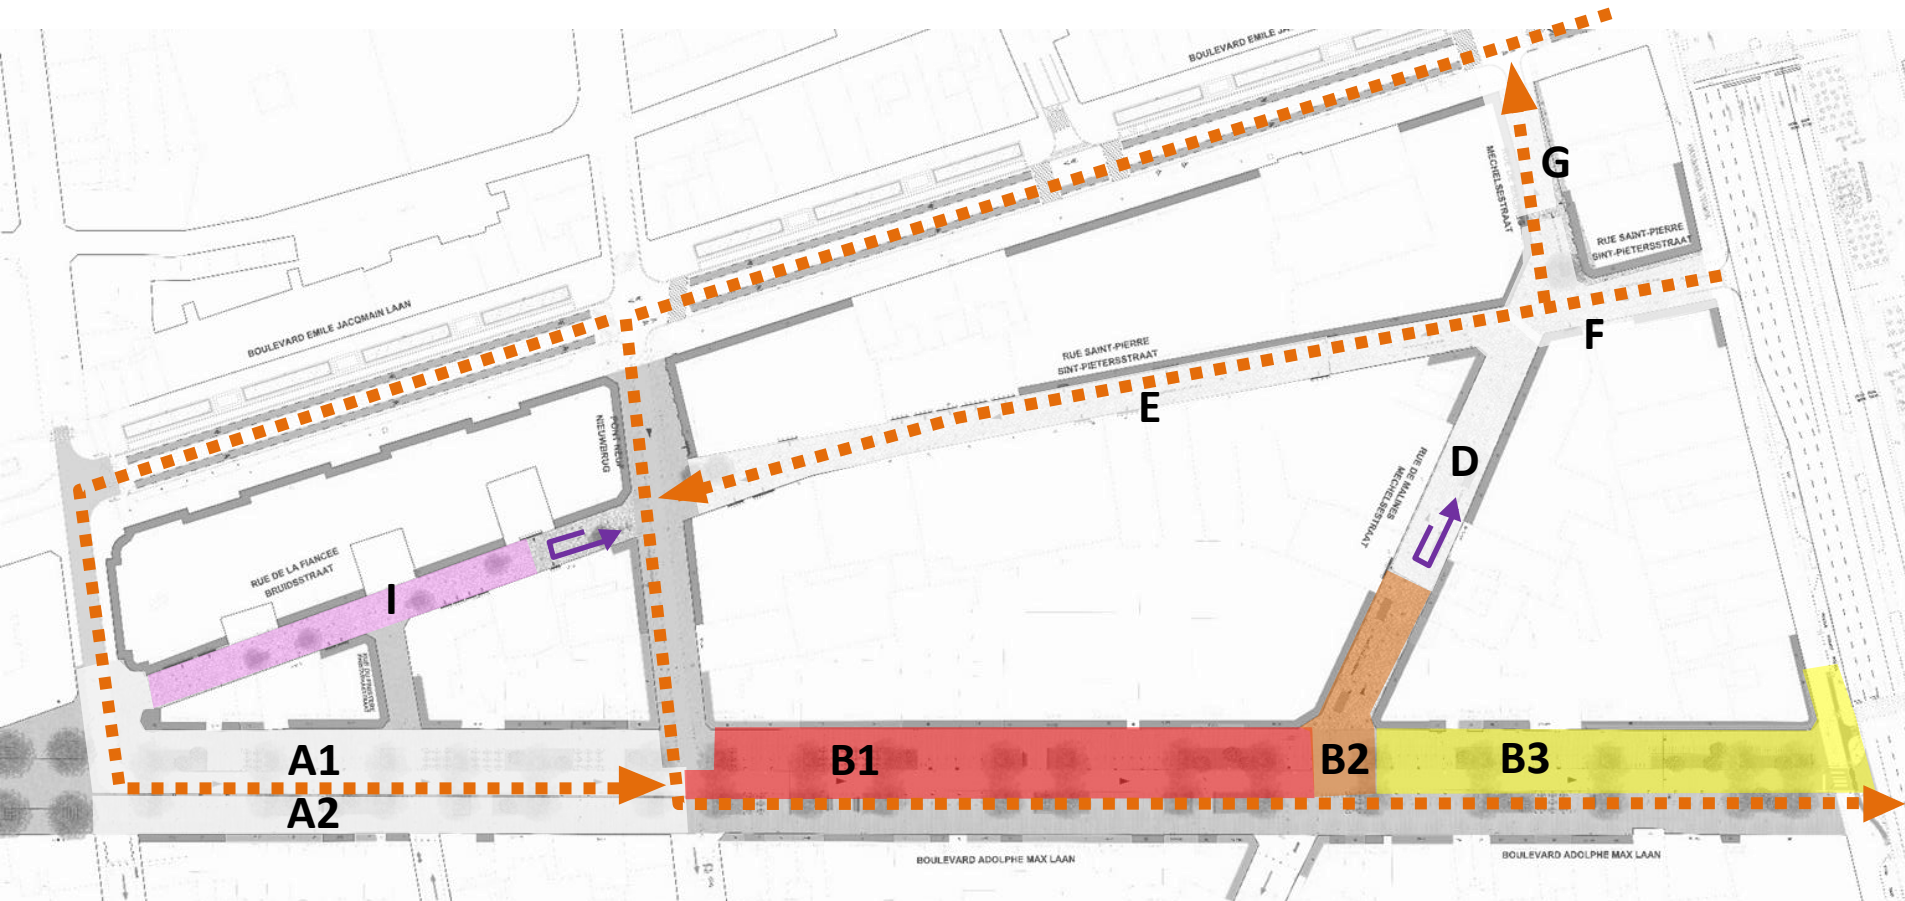 BOULEVARD EMILE JA
MECHELSESTRAAT
G
RUE SAINT-PIERRE
SINT-PIETERSSTRAAT
F
BOULEVARD EMILE JACQMAIN LAAN
RUE SAINT-PIERRE
SINT-PIETERSSTRAAT
E
PONT NEUF
NIEUWBRUG
D
RUE DE MALINES
MECHELSESTRAAT
RUE DE LA FIANCEE
BRUIDSSTRAAT
I
A1
A2
B1
B2
B3
BOULEVARD ADOLPHE MAX LAAN
BOULEVARD ADOLPHE MAX LAAN